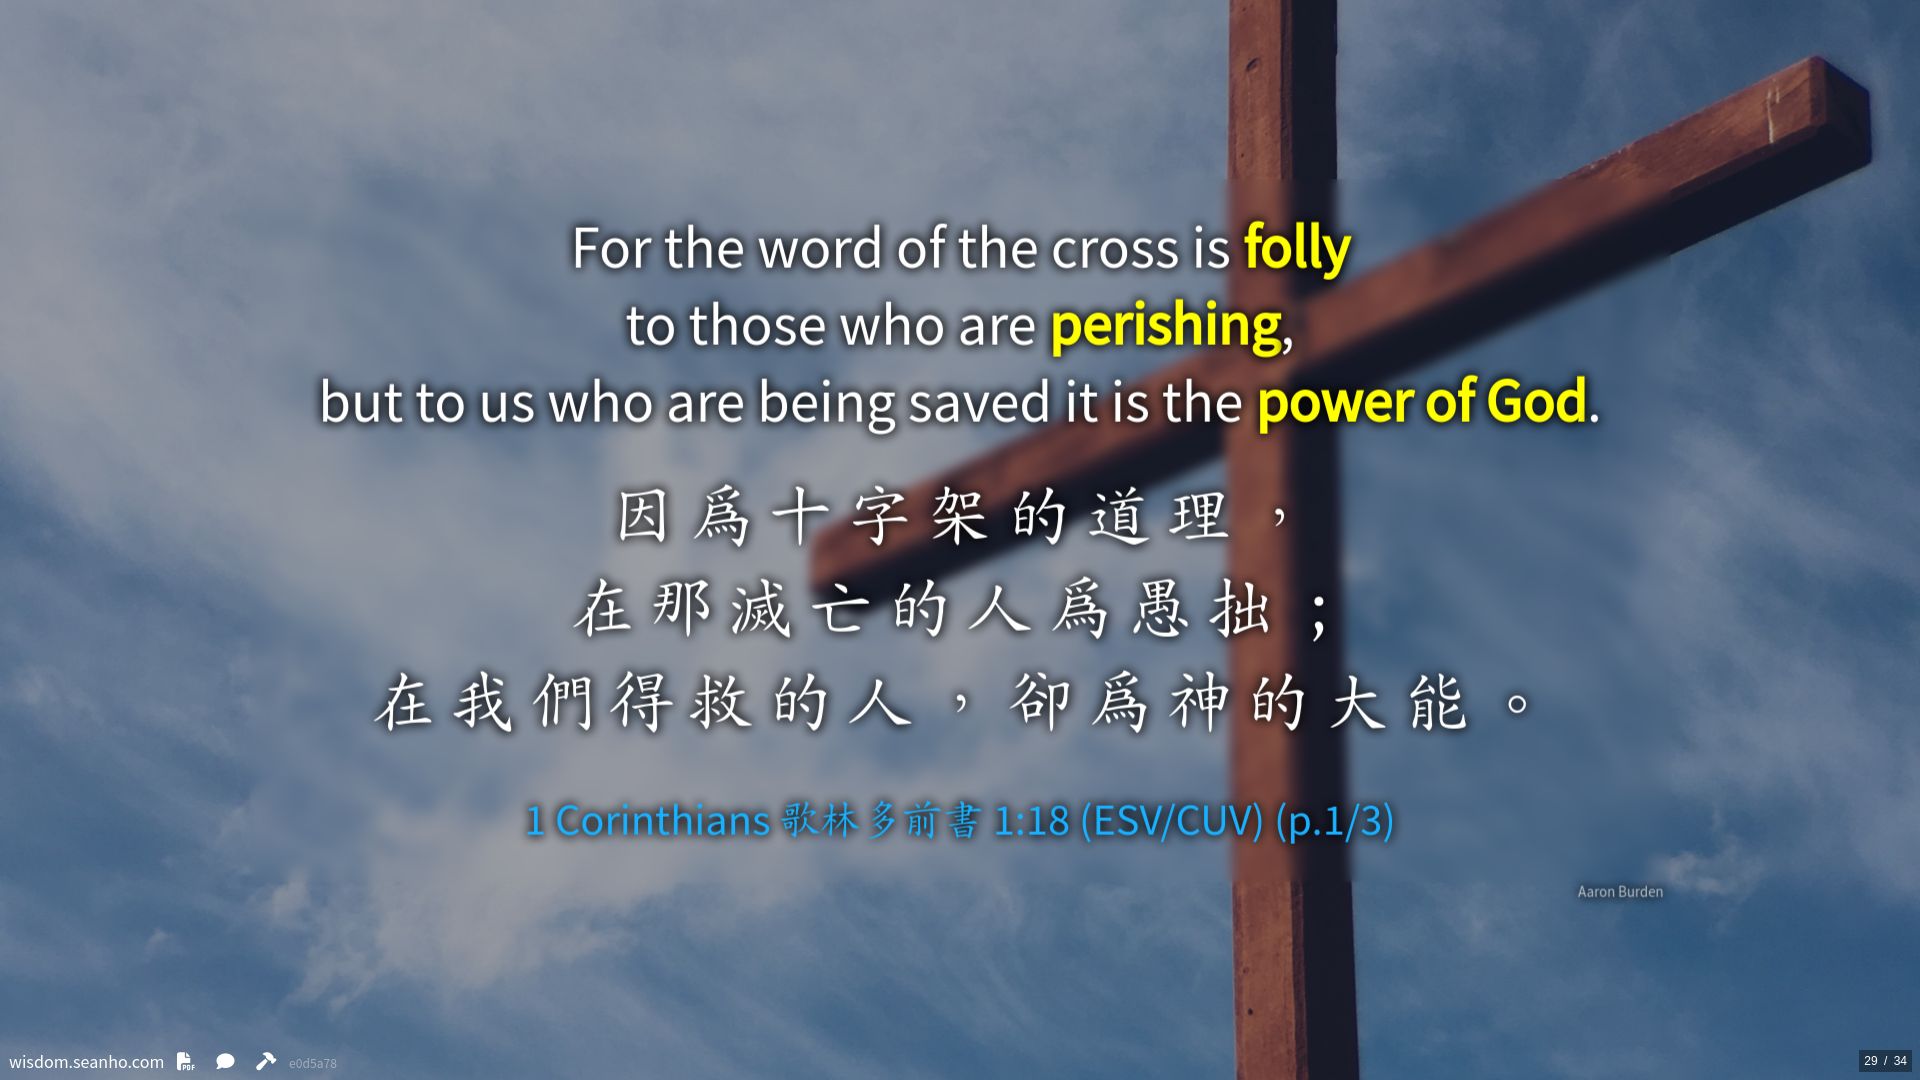 For the word of the cross is folly
to those who are perishing,
but to us who are being saved it is the power of God.
因爲十字架的道理，
在那滅亡的人爲愚拙；
在我們得救的人，卻爲神的大能。
1 Corinthians 歌林多前書 1:18 (ESV/CUV) (p.1/3)
Aaron Burden
wisdom.seanho.com PDF e0d5a78
29 / 34